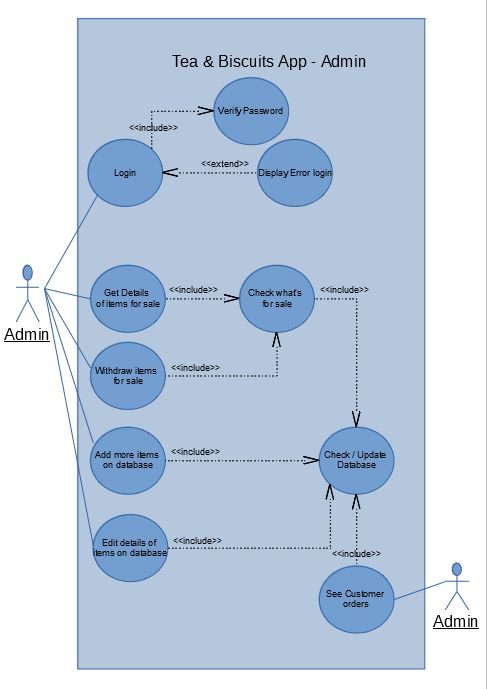 Tea & Biscuits App - Admin
Verify Password
<<include>>
Login
<<extend>>
Display Error login
Admin
Get Details
of items for sale
<<include>>
Check what's
for sale
<<include>>
Withdraw items
for sale
<<include>>
Add more items
on database
<<include>>
Check / Update
Database
Edit details of
items on database
<<include>>
<<include>>
See Customer
orders
Admin